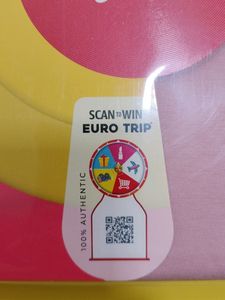 SCAN TO WIN
EURO TRIP
100% AUTHENTIC